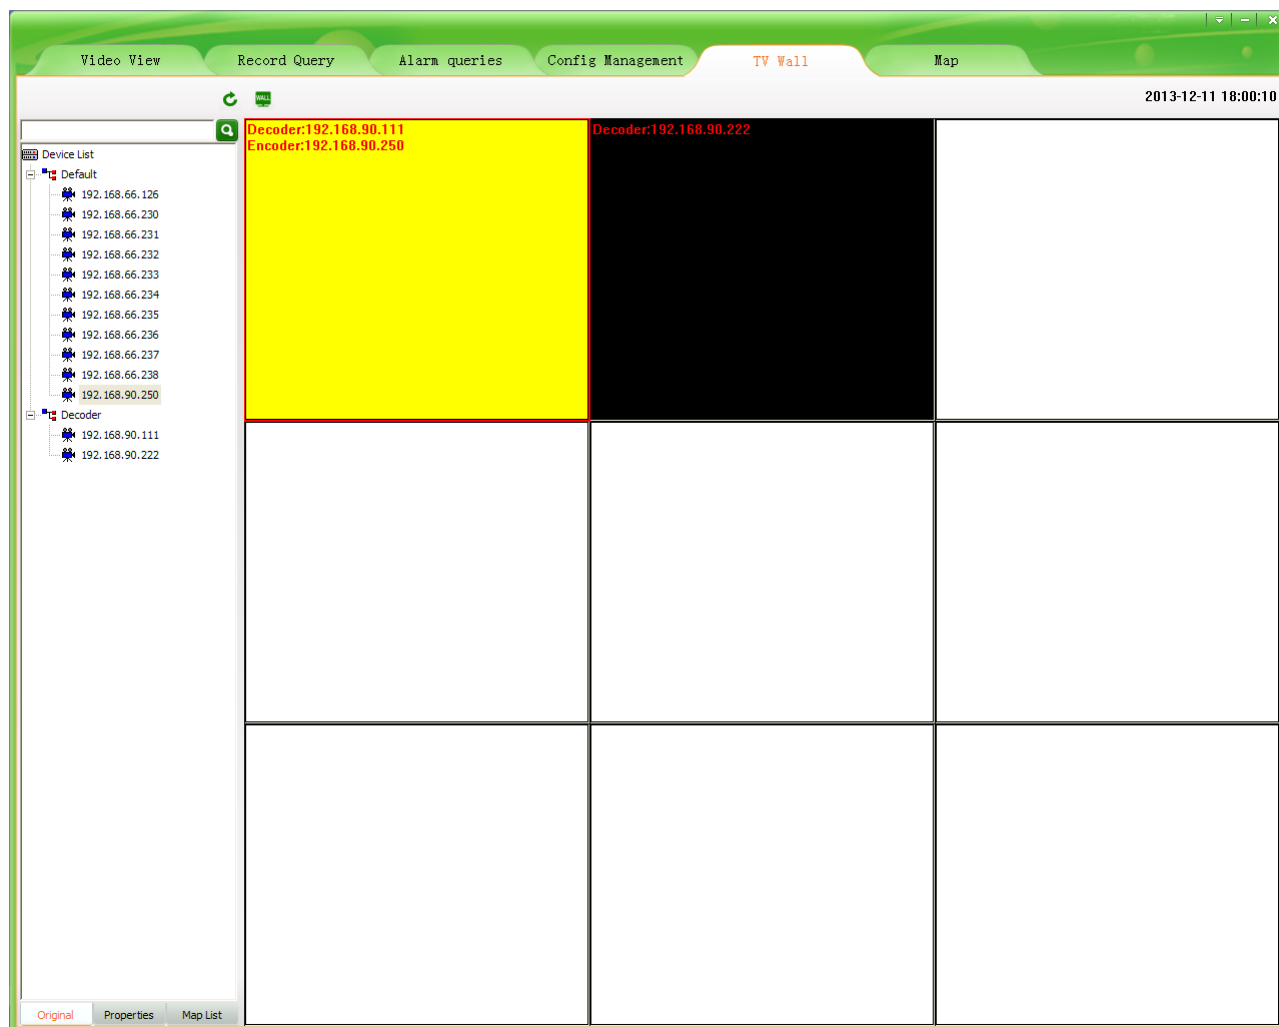 Video View Record Query Alarm queries Config Management TV Wall Map
WALL
2013-12-11 18:00:10
Decoder:192.168.90.111
Encoder:192.168.90.250
Decoder:192.168.90.222
Device List
Default
192.168.66.126
192.168.66.230
192.168.66.231
192.168.66.232
192.168.66.233
192.168.66.234
192.168.66.235
192.168.66.236
192.168.66.237
192.168.66.238
192.168.90.250
Decoder
192.168.90.111
192.168.90.222
Original Properties Map List